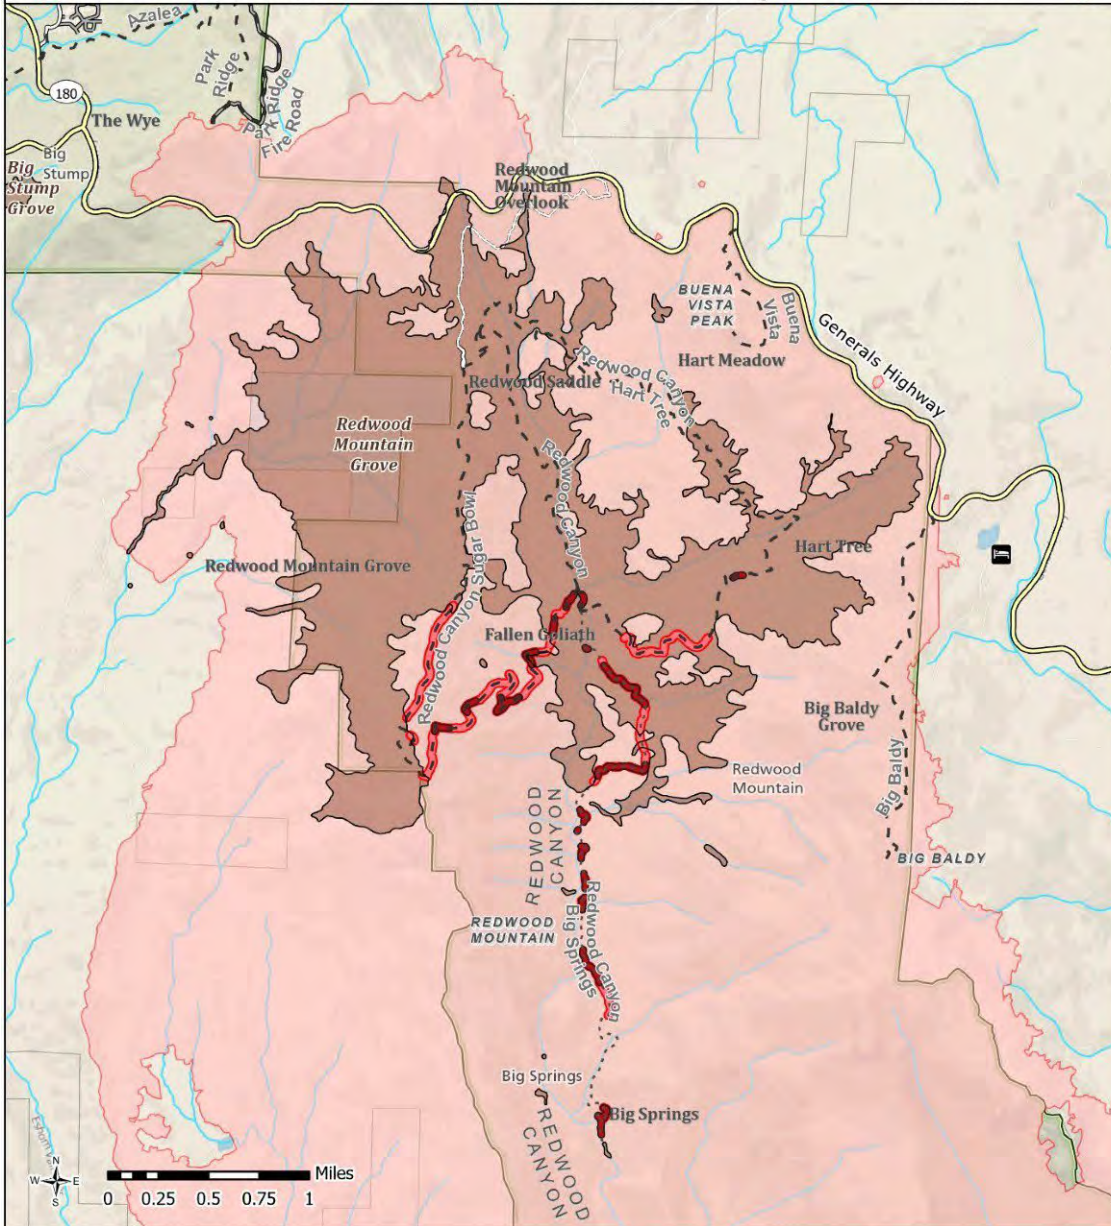 Azalea
Park
Ridge
Park Ridge
Fire Road
180
The Wye
Big
Stump
Big
Stump
Grove
Redwood
Mountain
Overlook
BUENA
VISTA
PEAK
Buena
Vista
Hart Meadow
Generals Highway
Redwood Canyon
Hart Tree
Redwood Saddle
Redwood
Mountain
Grove
Redwood Canyon
Redwood Canyon Sugar Bowl
Hart Tree
Redwood Mountain Grove
Fallen Goliath
Big Baldy
Grove
Big Baldy
Redwood
Mountain
REDWOOD
CANYON
BIG BALDY
Redwood Canyon
Big Springs
REDWOOD
MOUNTAIN
Big Springs
Big Springs
REDWOOD
CANYON
N
W
E
S
Miles
0 0.25 0.5 0.75 1